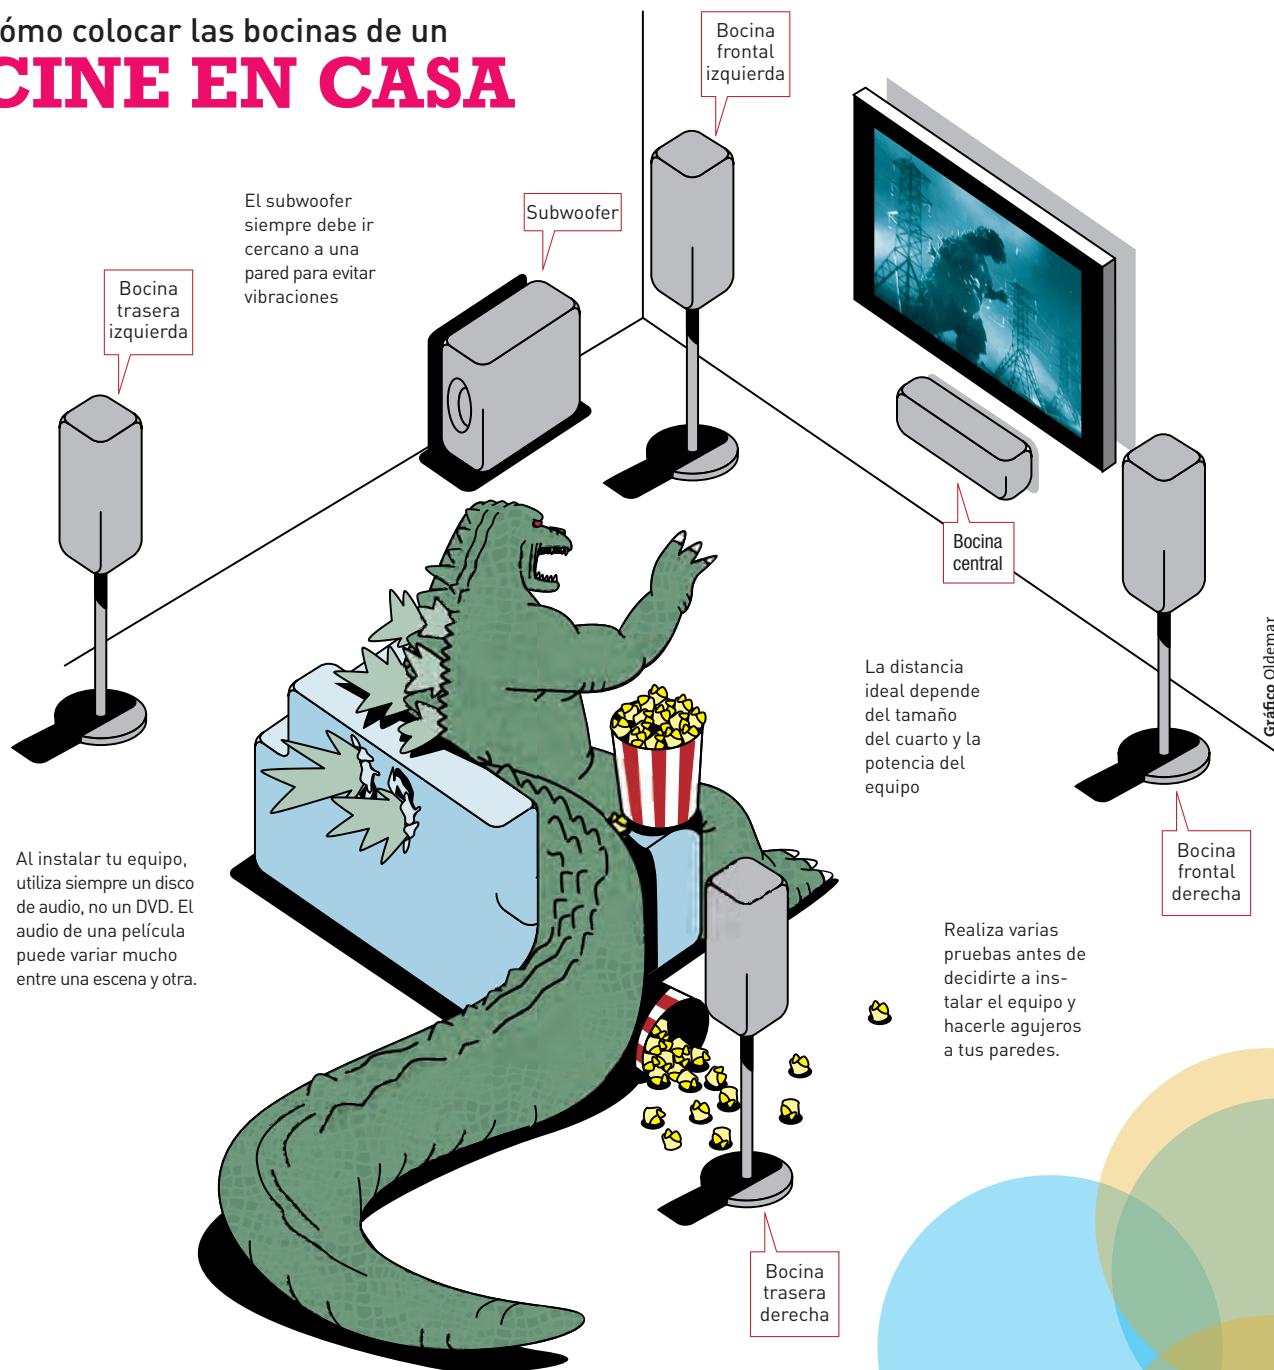 ómo colocar las bocinas de un
CINE EN CASA
Bocina
frontal
izquierda
El subwoofer
siempre debe ir
cercano a una
pared para evitar
vibraciones
Subwoofer
Bocina
trasera
izquierda
Bocina
central
La distancia
ideal depende
del tamaño
del cuarto y la
potencia del
equipo
Gráfico Oldemar
Al instalar tu equipo,
utiliza siempre un disco
de audio, no un DVD. El
audio de una película
puede variar mucho
entre una escena y otra.
Bocina
frontal
derecha
Realiza varias
pruebas antes de
decidirte a ins-
talar el equipo y
hacerle agujeros
a tus paredes.
Bocina
trasera
derecha